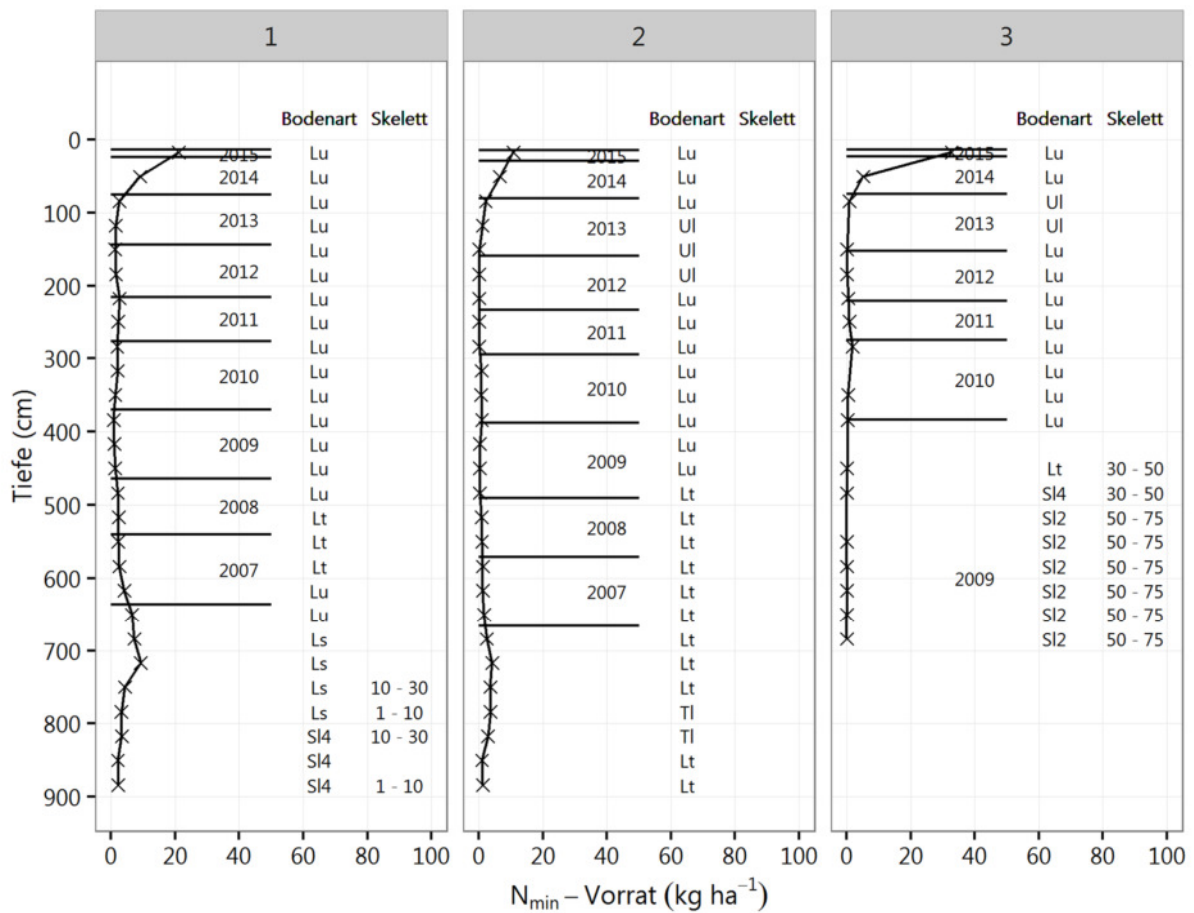 1
2
3
Tiefe (cm)
0
100
200
300
400
500
600
700
800
900
Bodenart Skelett
2015 Lu
2014 Lu
Lu
2013 Lu
Lu
2012 Lu
Lu
2011 Lu
Lu
2010 Lu
Lu
Lu
2009 Lu
Lu
Lu
2008 Lt
Lt
2007 Lt
Lu
Lu
Ls
Ls
Ls 10 - 30
Ls 1 - 10
Sl4 10 - 30
Sl4
Sl4 1 - 10
0 20 40 60 80 100
Bodenart Skelett
2015 Lu
2014 Lu
Lu
2013 Ul
Ul
Ul
2012 Lu
Lu
2011 Lu
Lu
2010 Lu
Lu
Lu
2009 Lu
Lt
Lt
2008 Lt
Lt
2007 Lt
Lt
Lt
Lt
Lt
Tl
Tl
Lt
Lt
0 20 40 60 80 100
Bodenart Skelett
2015 Lu
2014 Lu
Ul
2013 Ul
Lu
2012 Lu
Lu
2011 Lu
Lu
2010 Lu
Lu
Lt 30 - 50
Sl4 30 - 50
Sl2 50 - 75
Sl2 50 - 75
2009 Sl2 50 - 75
Sl2 50 - 75
Sl2 50 - 75
Sl2 50 - 75
0 20 40 60 80 100
Nmin – Vorrat (kg ha⁻¹)